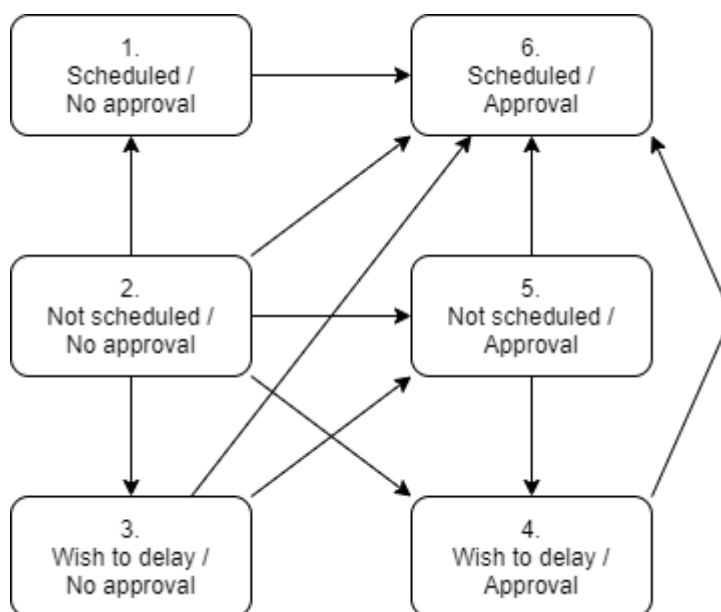 1.
Scheduled /
No approval
6.
Scheduled /
Approval
2.
Not scheduled /
No approval
5.
Not scheduled /
Approval
3.
Wish to delay /
No approval
4.
Wish to delay /
Approval